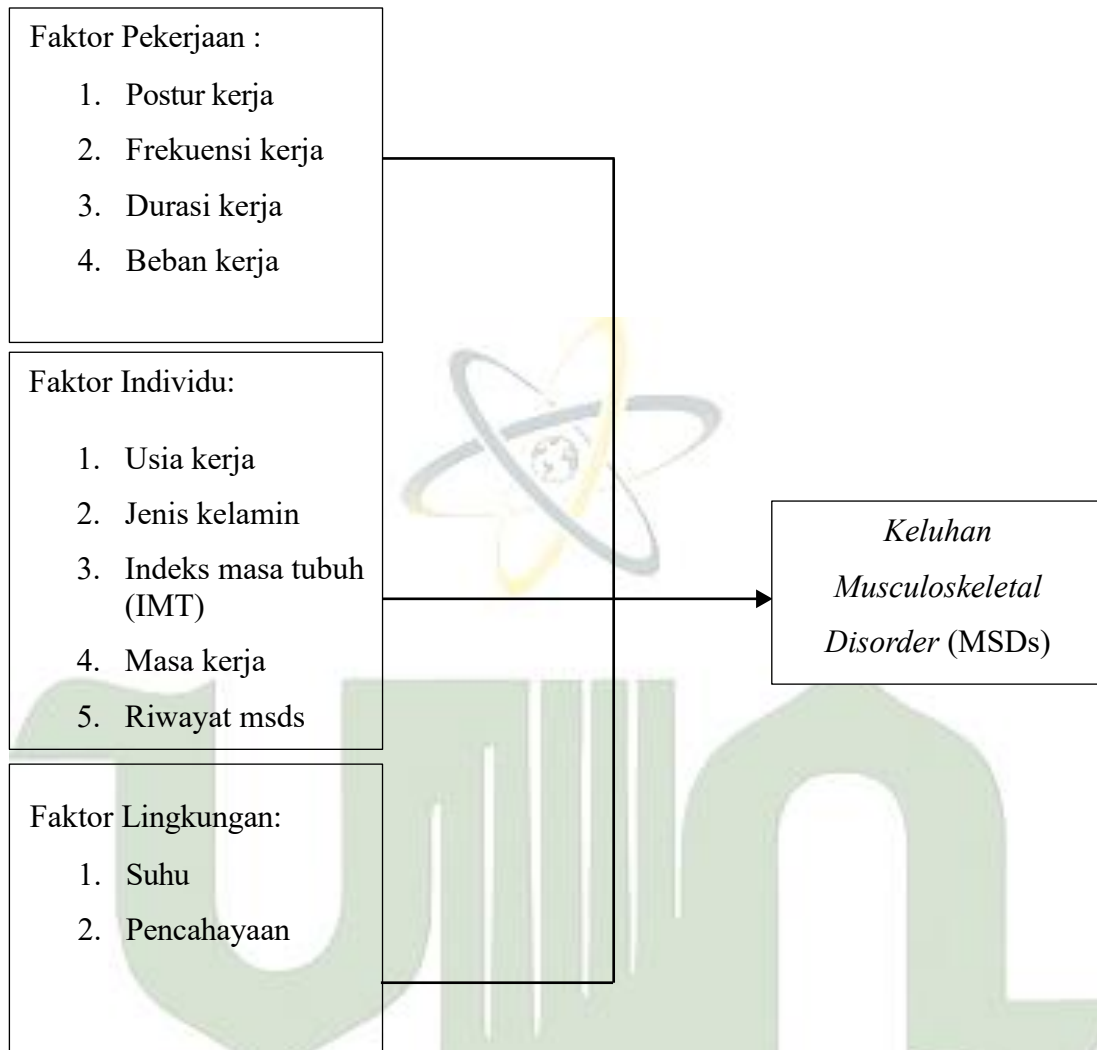 Faktor Pekerjaan :
1. Postur kerja
2. Frekuensi kerja
3. Durasi kerja
4. Beban kerja
Faktor Individu:
1. Usia kerja
2. Jenis kelamin
3. Indeks masa tubuh
(IMT)
4. Masa kerja
5. Riwayat msds
Faktor Lingkungan:
1. Suhu
2. Pencahayaan
Keluhan
Musculoskeletal
Disorder (MSDs)